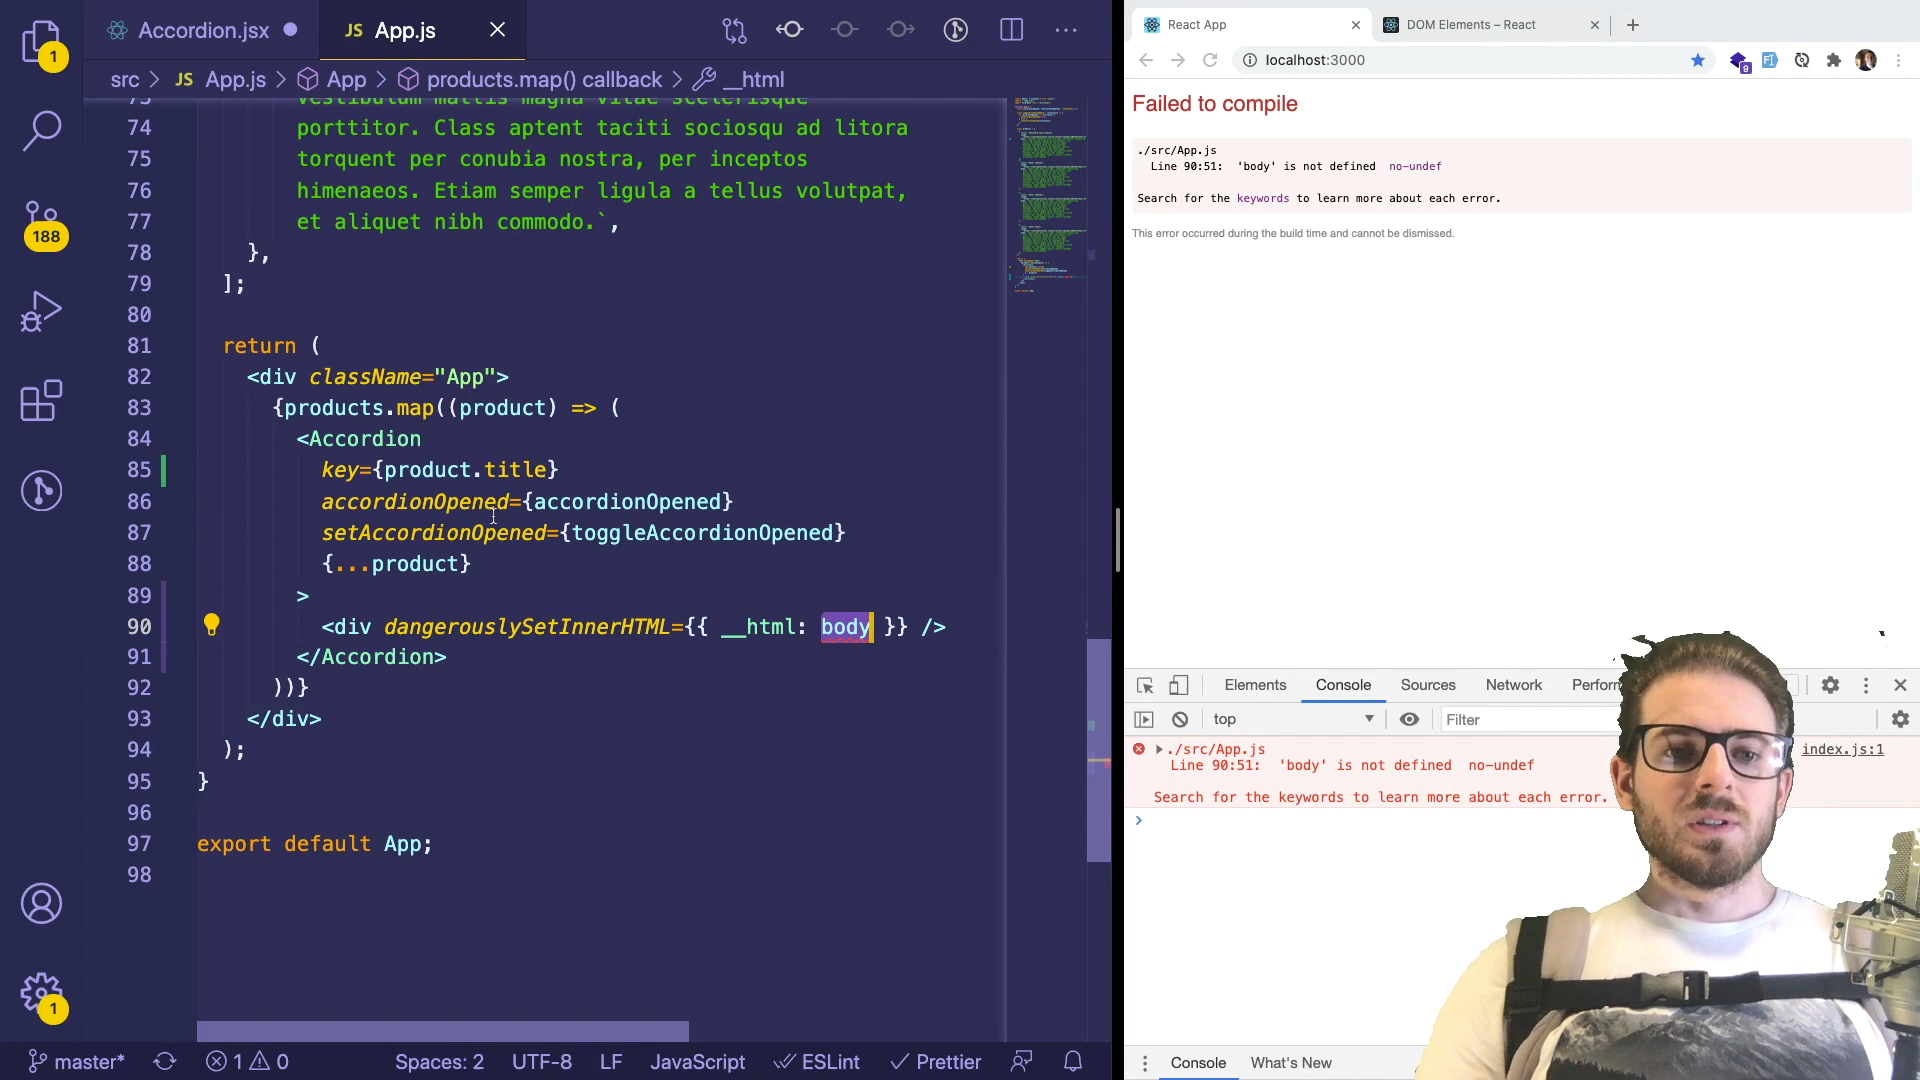 Accordion.jsx
JS App.js
src > JS App.js > App > products.map() callback > __html
1
188
1
73 vestibulum mattis magna vitae scelerisque
74 porttitor. Class aptent taciti sociosqu ad litora
75 torquent per conubia nostra, per inceptos
76 himenaeos. Etiam semper ligula a tellus volutpat,
77 et aliquet nibh commodo.`,
78 },
79 ];
80
81 return (
82 <div className="App">
83 {products.map((product) => (
84 <Accordion
85 key={product.title}
86 accordionOpened={accordionOpened}
87 setAccordionOpened={toggleAccordionOpened}
88 {...product}
89 >
90 <div dangerouslySetInnerHTML={{ __html: body }} />
91 </Accordion>
92 ))}
93 </div>
94 );
95 }
96
97 export default App;
98
master* 1 0 Spaces: 2 UTF-8 LF JavaScript ESLint Prettier
React App
DOM Elements – React
localhost:3000
9
Failed to compile
./src/App.js
Line 90:51: 'body' is not defined no-undef
Search for the keywords to learn more about each error.
This error occurred during the build time and cannot be dismissed.
Elements Console Sources Network Perform
top Filter
./src/App.js index.js:1
Line 90:51: 'body' is not defined no-undef
Search for the keywords to learn more about each error.
Console What's New